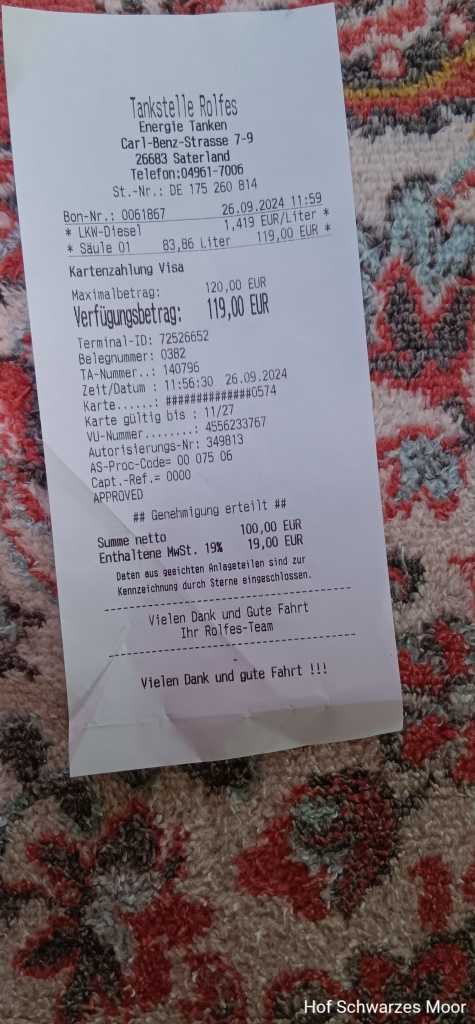 Tankstelle Rolfes
Energie Tanken
Carl-Benz-Strasse 7-9
26683 Saterland
Telefon:04961-7006
St.-Nr.: DE 175 260 814
Bon-Nr.: 0061867 26.09.2024 11:59
* LKW-Diesel 1,419 EUR/Liter *
* Säule 01 83,86 Liter 119,00 EUR *
Kartenzahlung Visa
Maximalbetrag: 120,00 EUR
Verfügungsbetrag: 119,00 EUR
Terminal-ID: 72526652
Belegnummer: 0382
TA-Nummer..: 140796
Zeit/Datum : 11:56:30 26.09.2024
Karte......: ##############0574
Karte gültig bis : 11/27
VU-Nummer........: 4556233767
Autorisierungs-Nr: 349813
AS-Proc-Code= 00 075 06
Capt.-Ref.= 0000
APPROVED
## Genehmigung erteilt ##
Summe netto 100,00 EUR
Enthaltene MwSt. 19% 19,00 EUR
Daten aus geeichten Anlageteilen sind zur
Kennzeichnung durch Sterne eingeschlossen.
Vielen Dank und Gute Fahrt
Ihr Rolfes-Team
-
Vielen Dank und gute Fahrt !!!
Hof Schwarzes Moor